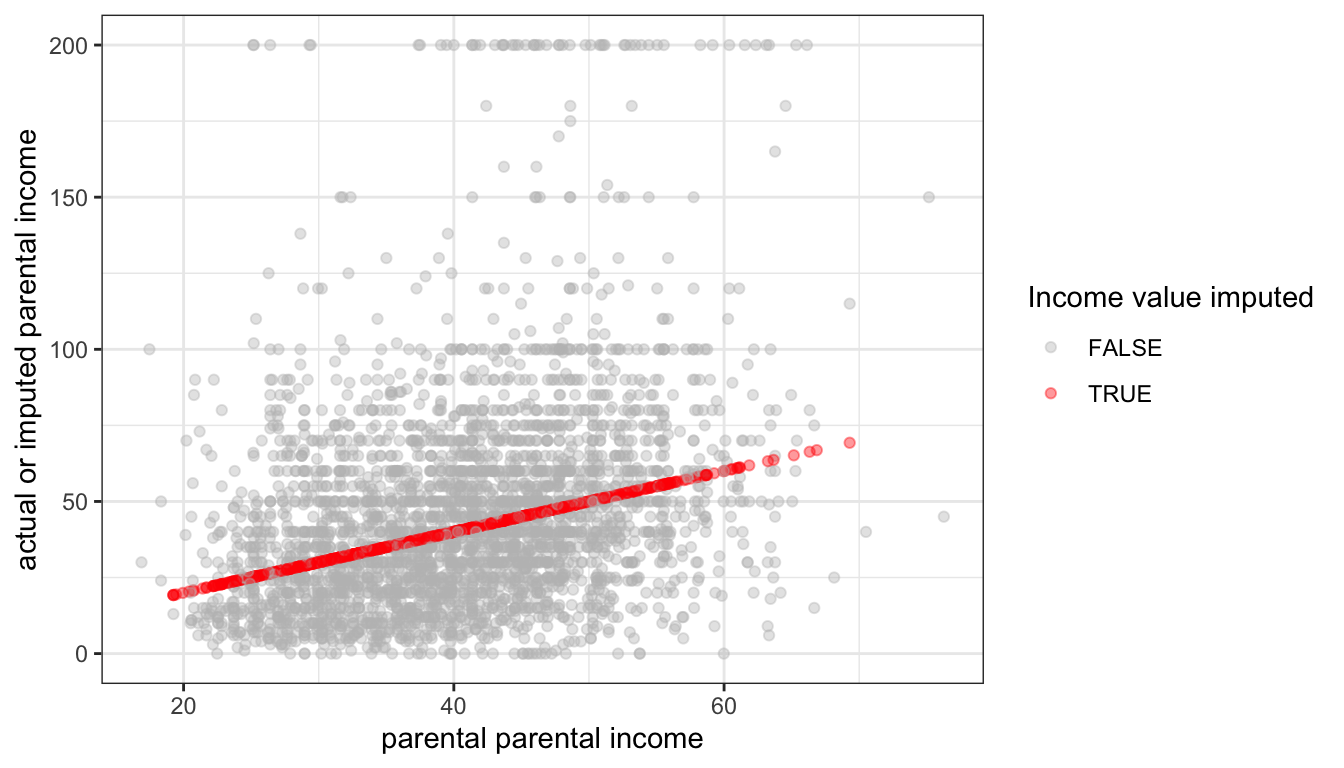 actual or imputed parental income
200
150
100
50
0
20 40 60
parental parental income
Income value imputed
FALSE
TRUE